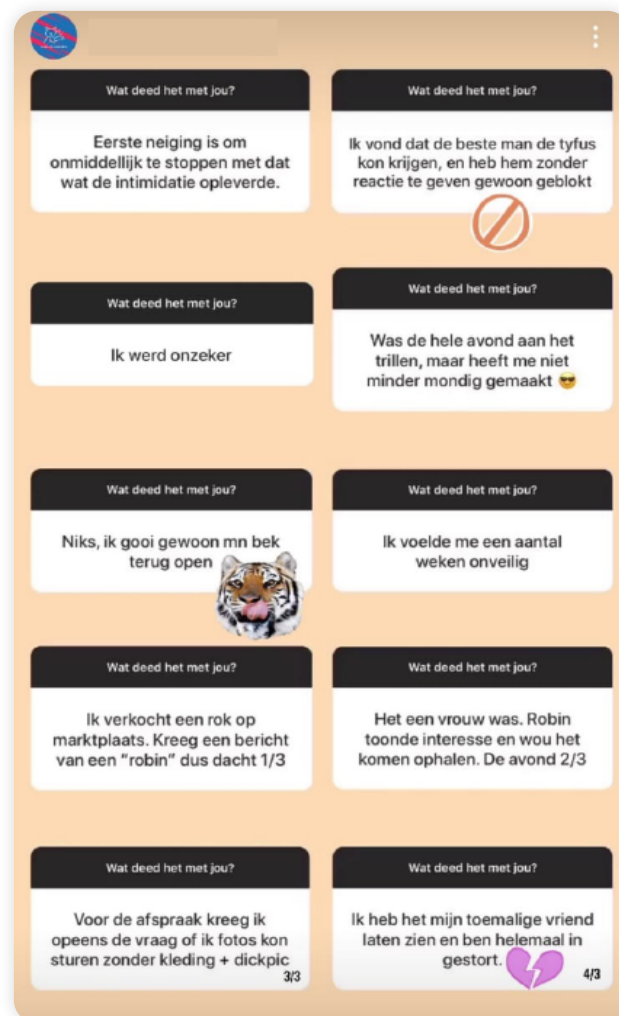 Wat deed het met jou?
Eerste neiging is om
onmiddellijk te stoppen met dat
wat de intimidatie opleverde.
Wat deed het met jou?
Ik vond dat de beste man de tyfus
kon krijgen, en heb hem zonder
reactie te geven gewoon geblokt
Wat deed het met jou?
Ik werd onzeker
Wat deed het met jou?
Was de hele avond aan het
trillen, maar heeft me niet
minder mondig gemaakt 😎
Wat deed het met jou?
Niks, ik gooi gewoon mn bek
terug open
Wat deed het met jou?
Ik voelde me een aantal
weken onveilig
Wat deed het met jou?
Ik verkocht een rok op
marktplaats. Kreeg een bericht
van een “robin” dus dacht 1/3
Wat deed het met jou?
Het een vrouw was. Robin
toonde interesse en wou het
komen ophalen. De avond 2/3
Wat deed het met jou?
Voor de afspraak kreeg ik
opeens de vraag of ik fotos kon
sturen zonder kleding + dickpic
3/3
Wat deed het met jou?
Ik heb het mijn toemalige vriend
laten zien en ben helemaal in
gestort.
4/3